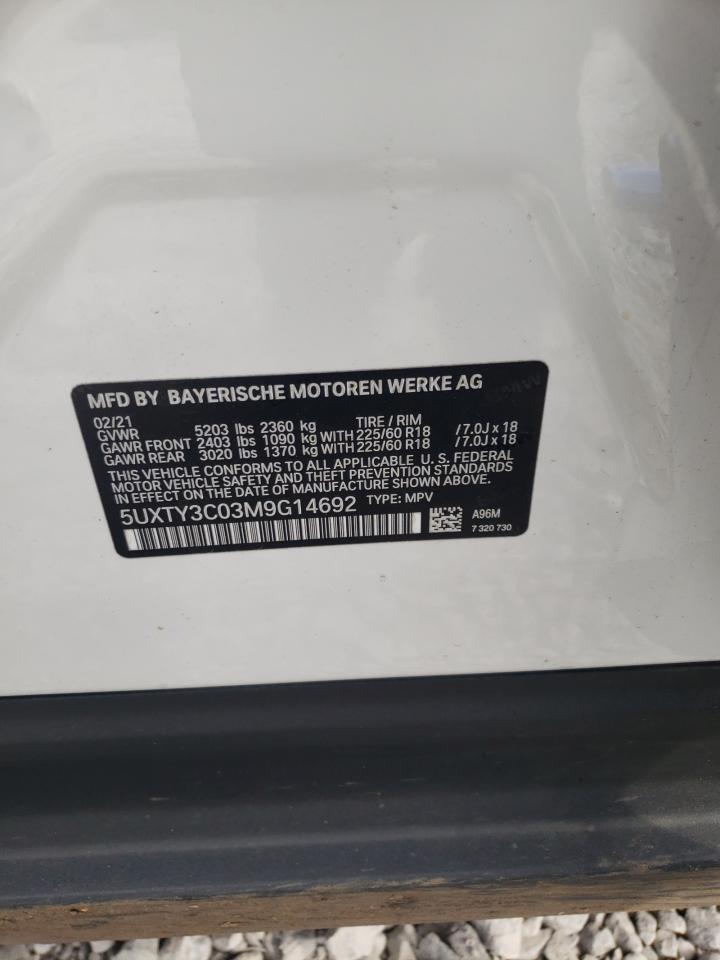 MFD BY BAYERISCHE MOTOREN WERKE AG
02/21
GVWR 5203 lbs 2360 kg TIRE / RIM
GAWR FRONT 2403 lbs 1090 kg WITH 225/60 R18 / 7.0J x 18
GAWR REAR 3020 lbs 1370 kg WITH 225/60 R18 / 7.0J x 18
THIS VEHICLE CONFORMS TO ALL APPLICABLE U. S. FEDERAL
MOTOR VEHICLE SAFETY AND THEFT PREVENTION STANDARDS
IN EFFECT ON THE DATE OF MANUFACTURE SHOWN ABOVE.
5UXTY3C03M9G14692 TYPE: MPV A96M
7 320 730
BMW